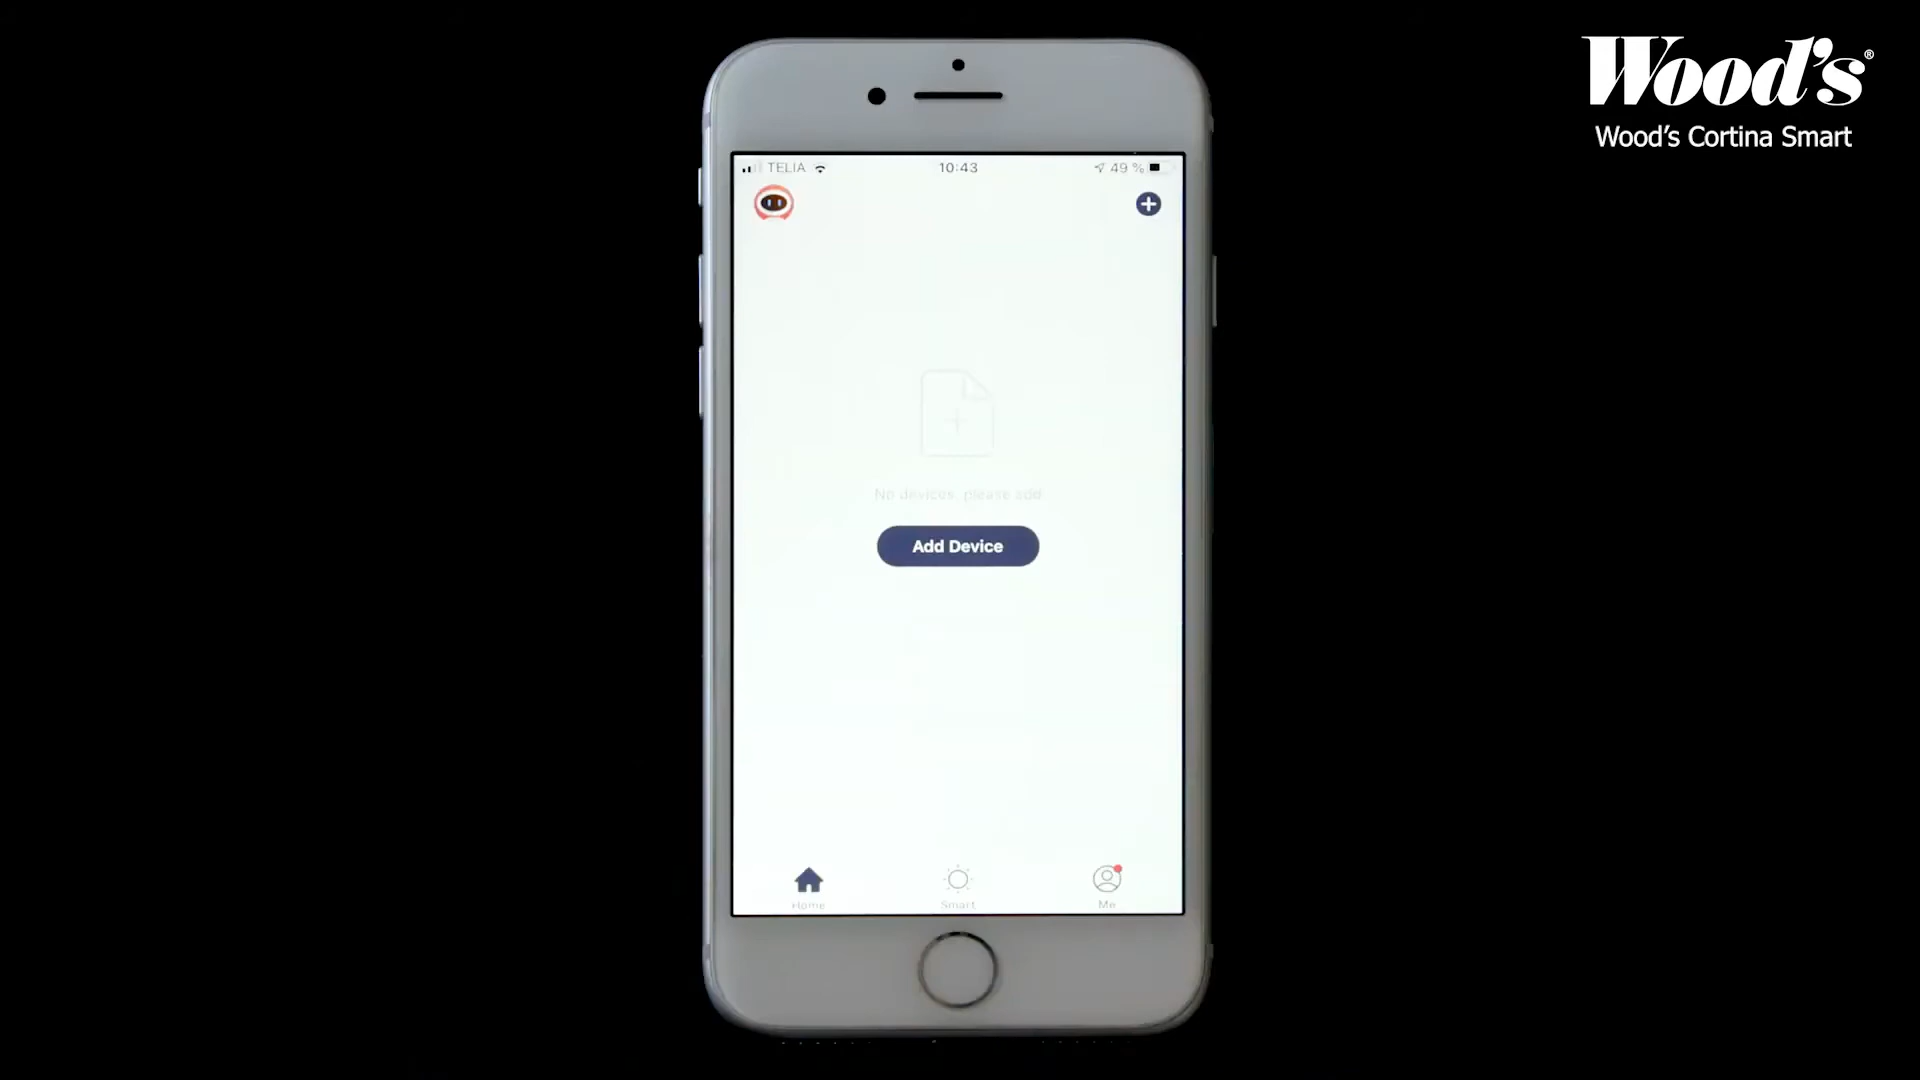 Wood's®
Wood's Cortina Smart
TELIA
10:43
49 %
No devices, please add
Add Device
Home
Smart
Me